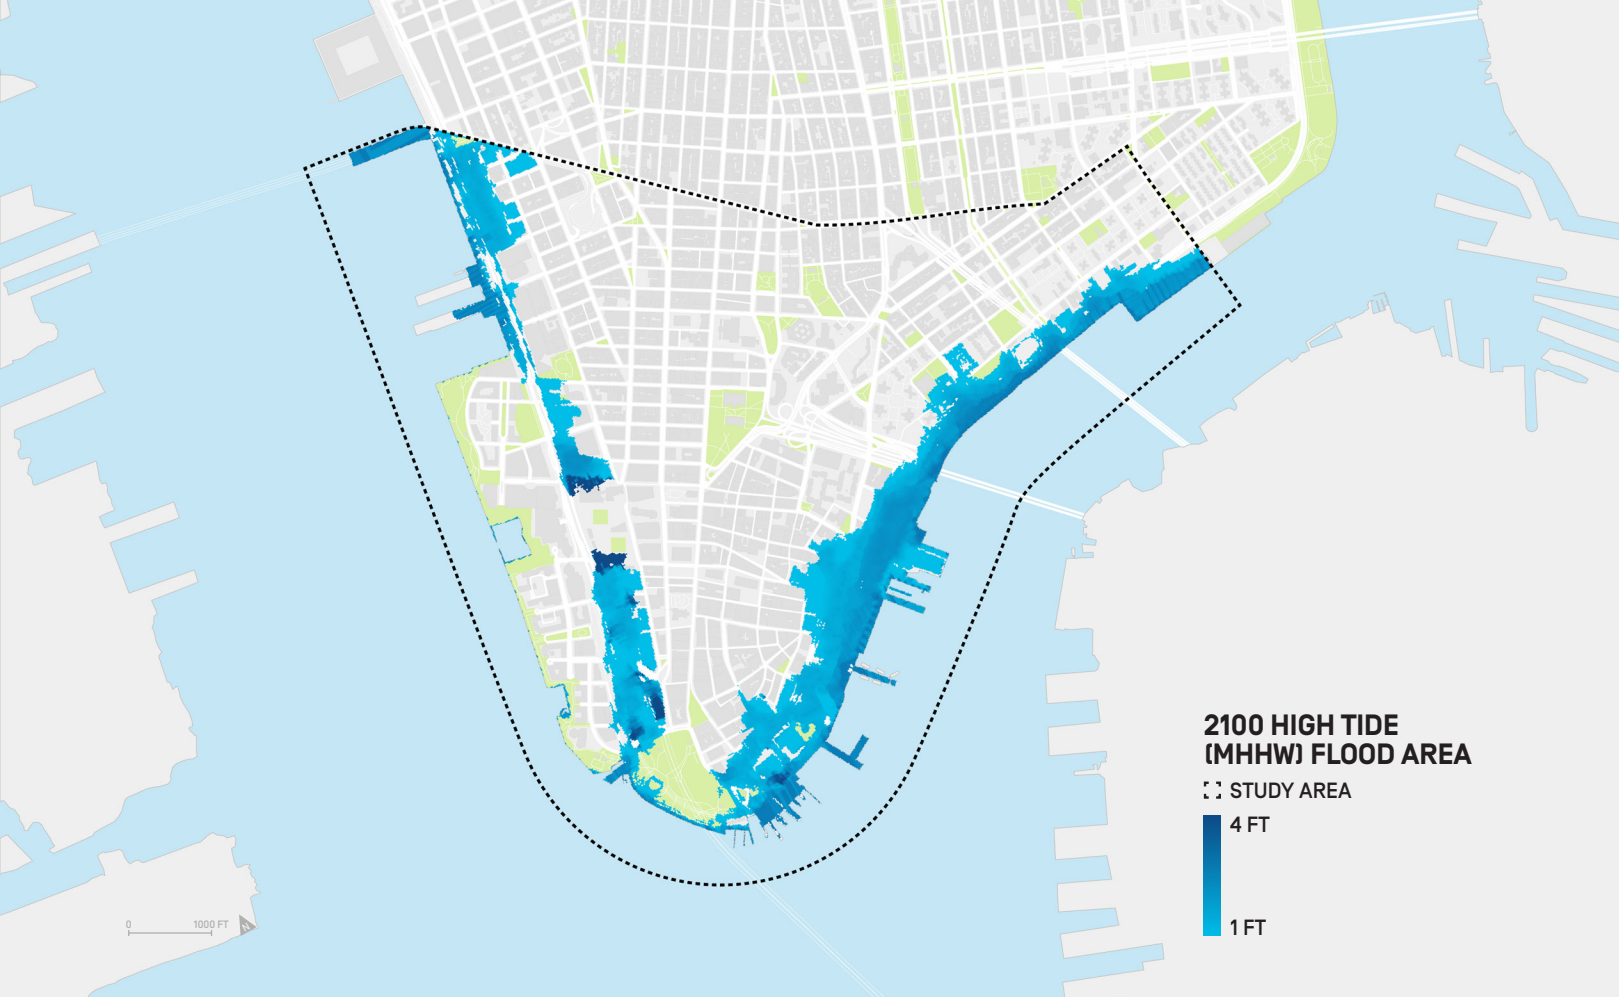 2100 HIGH TIDE
(MHHW) FLOOD AREA
STUDY AREA
4 FT
1 FT
0 1000 FT N